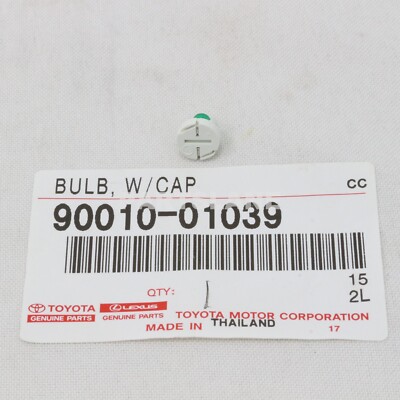 BULB, W/CAP CC
90010-01039
15
2L
QTY: 1
TOYOTA LEXUS TOYOTA MOTOR CORPORATION
GENUINE PARTS GENUINE PARTS
MADE IN THAILAND 17